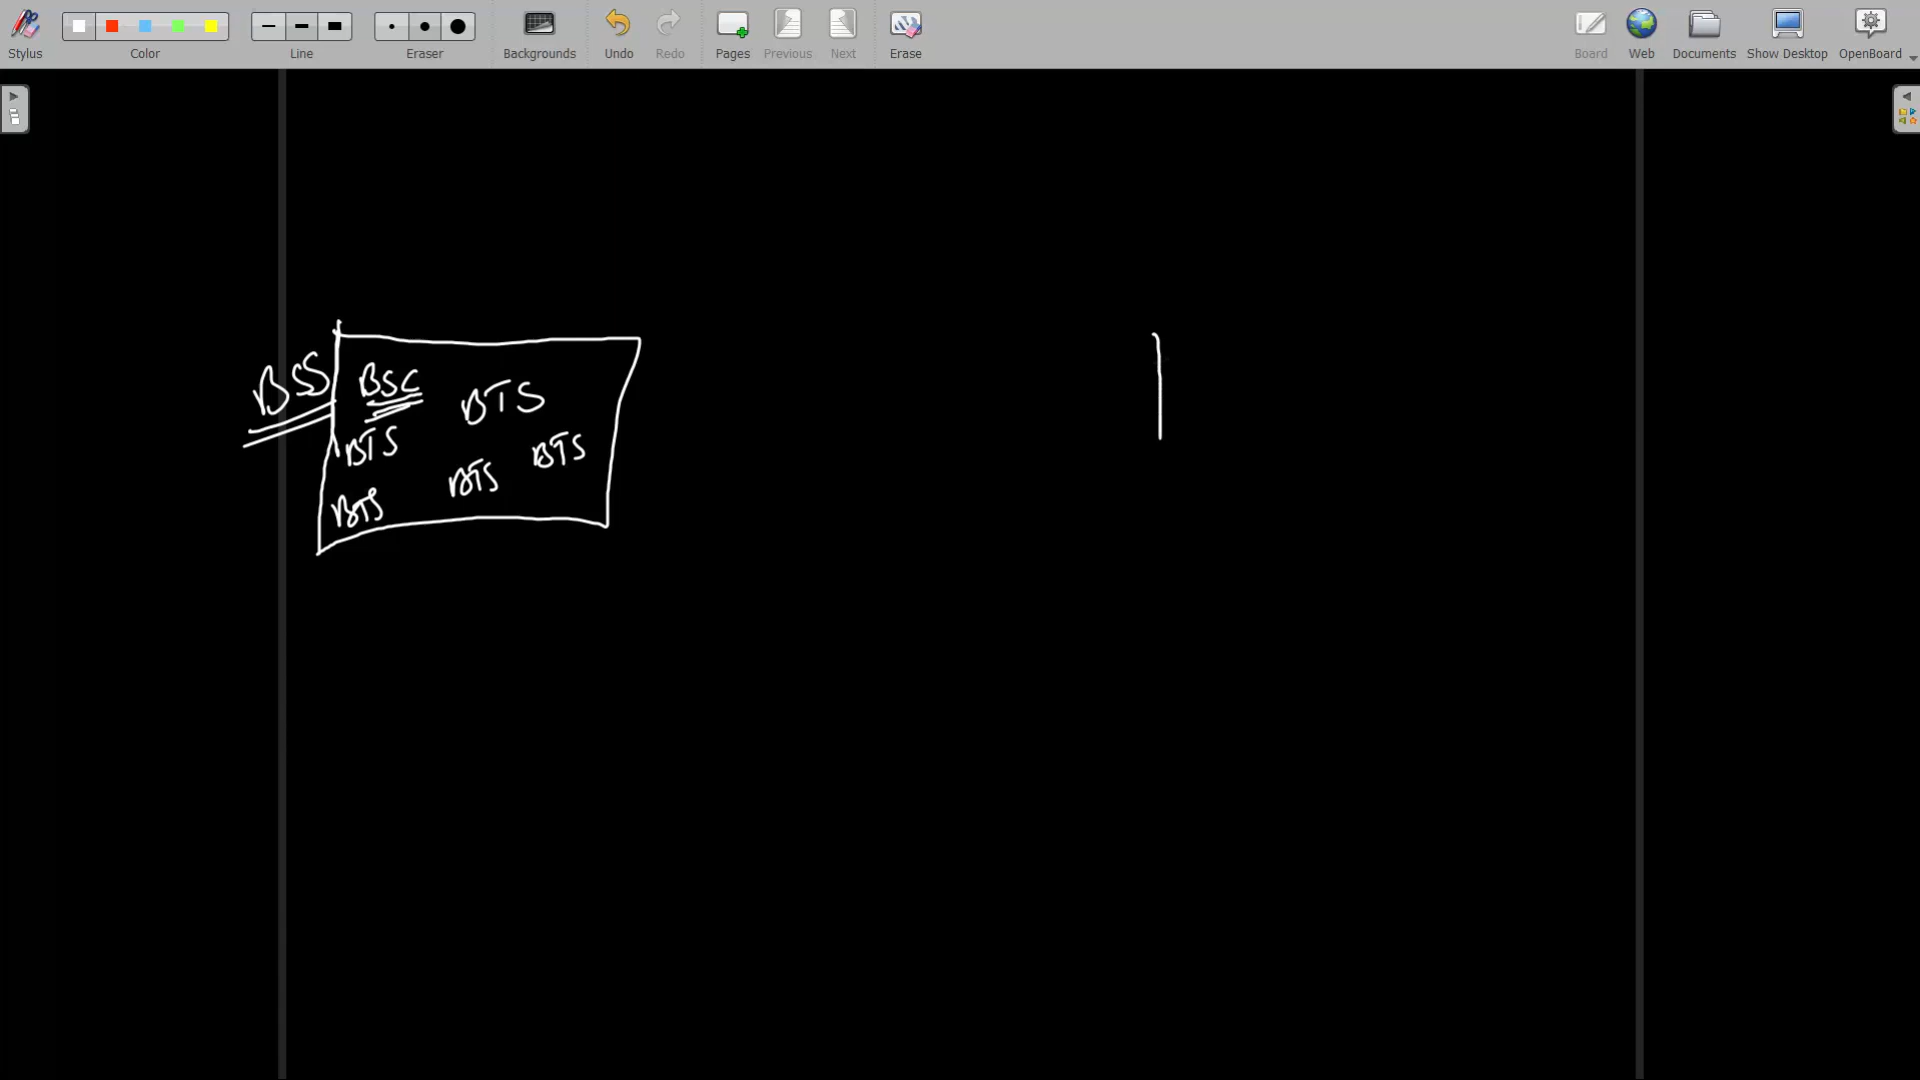 Stylus Color Line Eraser Backgrounds Undo Redo Pages Previous Next Erase Board Web Documents Show Desktop OpenBoard
BSS BSC BTS
BTS BTS
BTS
BTS